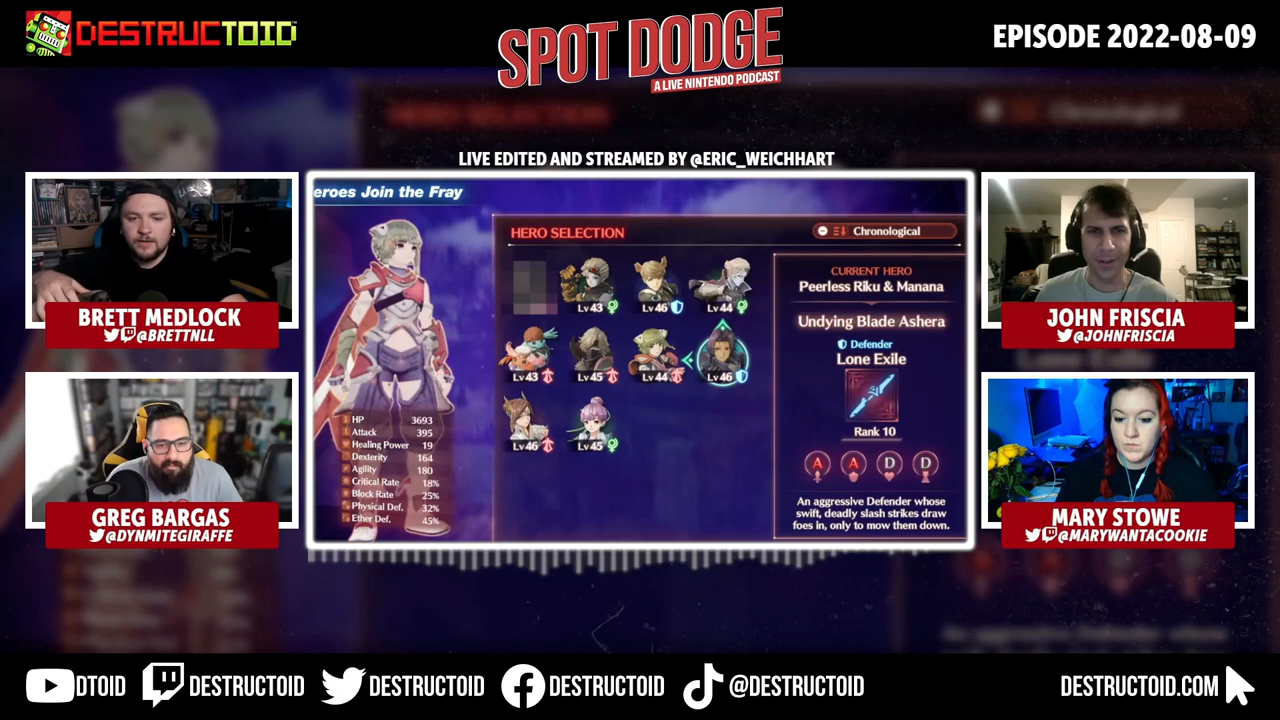 DESTRUCTOID
SPOT DODGE
A LIVE NINTENDO PODCAST
EPISODE 2022-08-09
LIVE EDITED AND STREAMED BY @ERIC_WEICHHART
eroes Join the Fray
HERO SELECTION
Chronological
Lv 43
Lv 46
Lv 44
Lv 43
Lv 45
Lv 44
Lv 46
Lv 46
Lv 45
HP 3693
Attack 395
Healing Power 19
Dexterity 164
Agility 180
Critical Rate 18%
Block Rate 25%
Physical Def. 32%
Ether Def. 45%
CURRENT HERO
Peerless Riku & Manana
Undying Blade Ashera
Defender
Lone Exile
Rank 10
A A D D
An aggressive Defender whose
swift, deadly slash strikes draw
foes in, only to mow them down.
BRETT MEDLOCK
@BRETTNLL
GREG BARGAS
@DYNMITEGIRAFFE
JOHN FRISCIA
@JOHNFRISCIA
MARY STOWE
@MARYWANTACOOKIE
DTOID
DESTRUCTOID
DESTRUCTOID
DESTRUCTOID
@DESTRUCTOID
DESTRUCTOID.COM